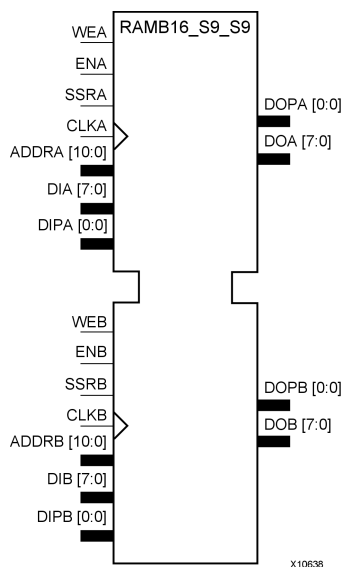 RAMB16_S9_S9
WEA
ENA
SSRA
CLKA
ADDRA [10:0]
DIA [7:0]
DIPA [0:0]
DOPA [0:0]
DOA [7:0]
WEB
ENB
SSRB
CLKB
ADDRB [10:0]
DIB [7:0]
DIPB [0:0]
DOPB [0:0]
DOB [7:0]
X10638